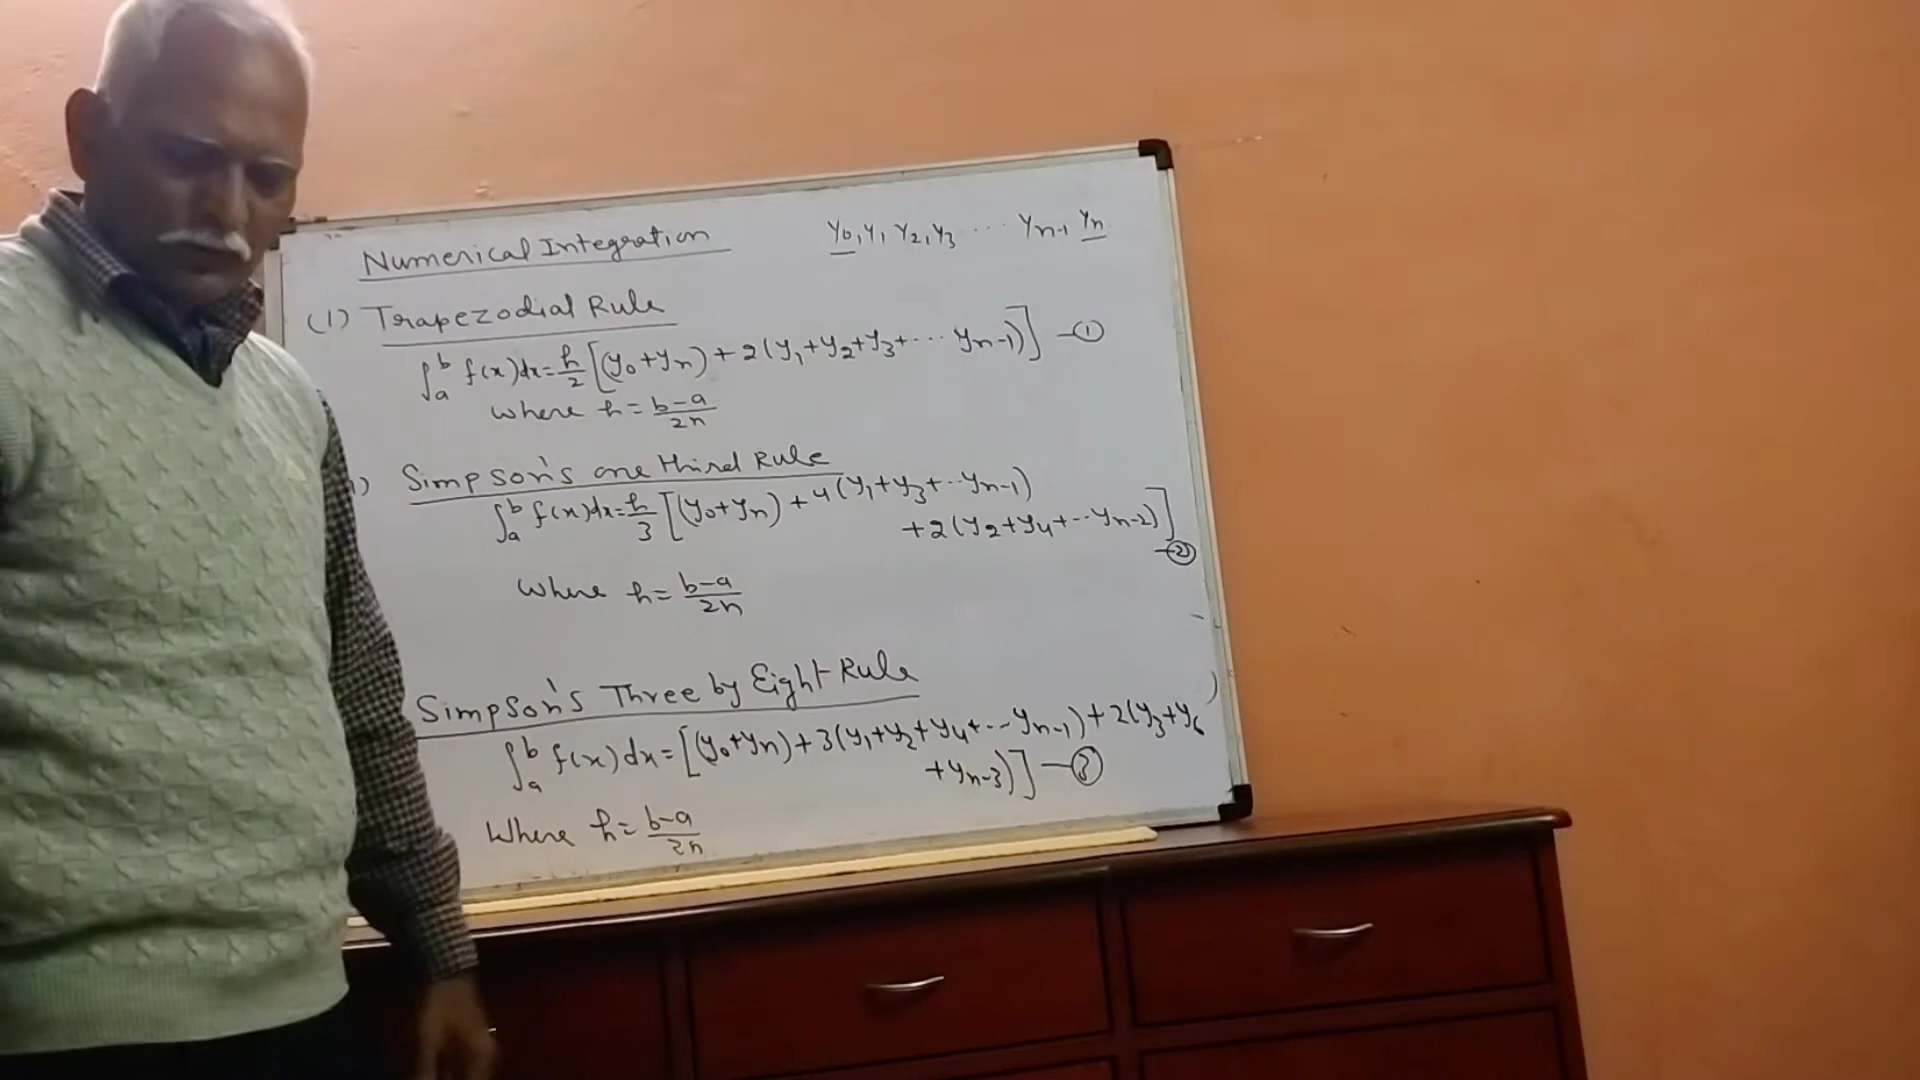 Numerical Integration
y₀, y₁ y₂, y₃ ... yₙ₋₁ yₙ
(1) Trapezodial Rule
∫ₐᵇ f(x)dx = h/2 [(y₀+yₙ) + 2(y₁+y₂+y₃+... yₙ₋₁)] —①
where h = b-a/2n
Simpson's one third Rule
∫ₐᵇ f(x)dx = h/3 [(y₀+yₙ) + 4(y₁+y₃+..yₙ₋₁)
+2(y₂+y₄+--yₙ₋₂)]
—②
Where h = b-a/2n
Simpson's Three by Eight Rule
∫ₐᵇ f(x)dx = [(y₀+yₙ)+3(y₁+y₂+y₄+--yₙ₋₁)+2(y₃+y₆)
+yₙ₋₃)] —③
Where h = b-a/2n